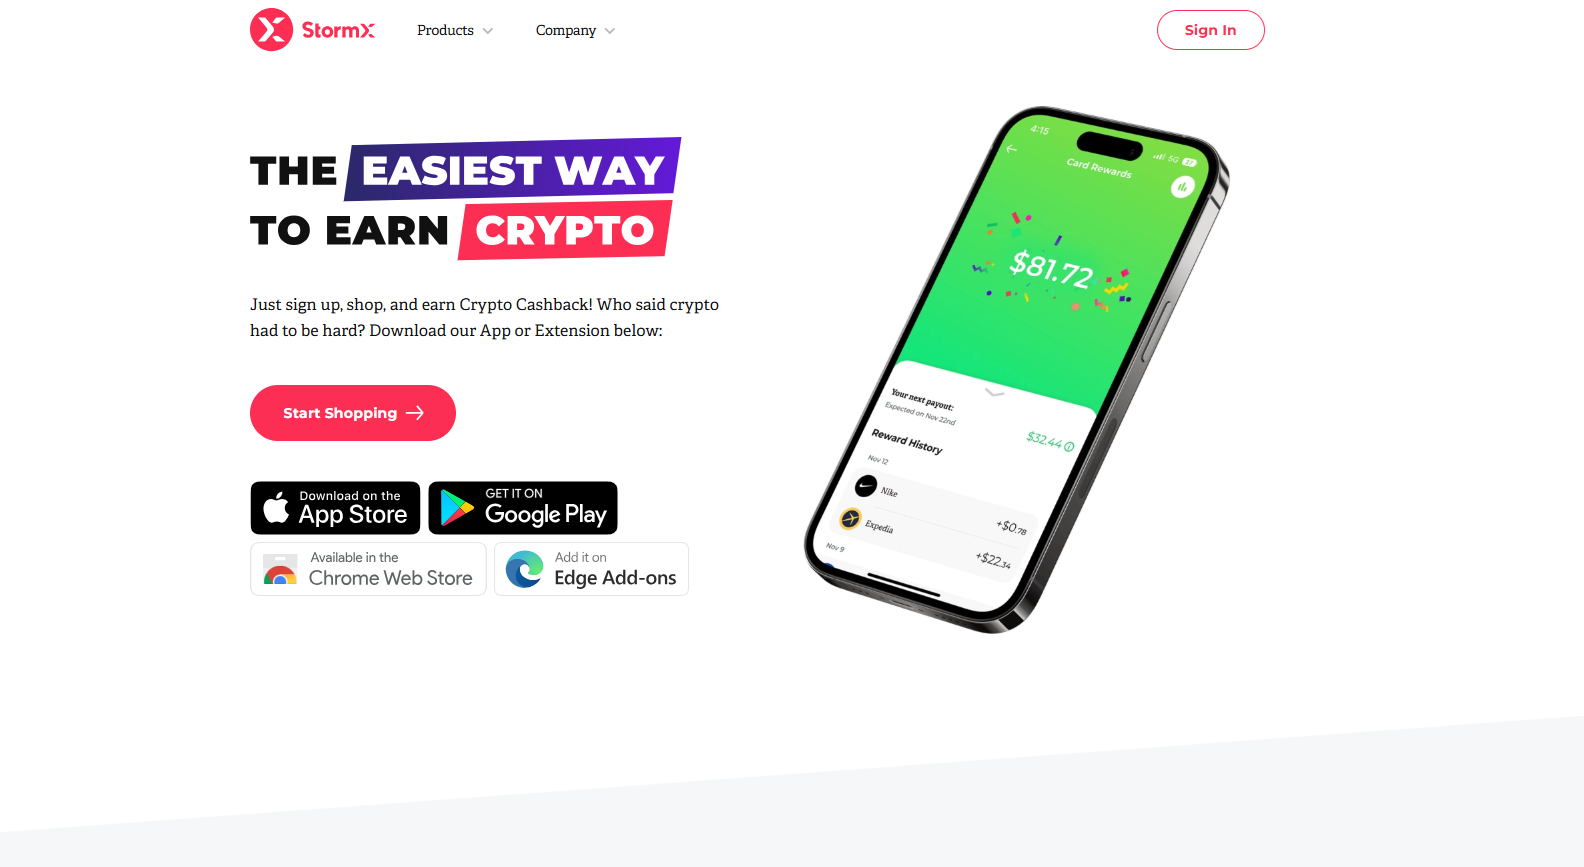 StormX
Products
Company
Sign In
THE EASIEST WAY
TO EARN CRYPTO
Just sign up, shop, and earn Crypto Cashback! Who said crypto
had to be hard? Download our App or Extension below:
Start Shopping
Download on the
App Store
GET IT ON
Google Play
Available in the
Chrome Web Store
Add it on
Edge Add-ons
4:15
5G
27
Card Rewards
$81.72
Your next payout:
Expected on Nov 22nd
$32.44
Reward History
Nov 12
Nike
+$0.78
Expedia
+$22.34
Nov 9